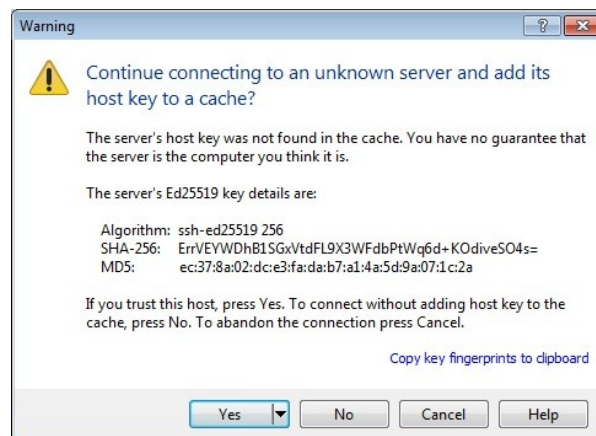 Warning
Continue connecting to an unknown server and add its
host key to a cache?
The server's host key was not found in the cache. You have no guarantee that
the server is the computer you think it is.
The server's Ed25519 key details are:
Algorithm: ssh-ed25519 256
SHA-256: ErrVEYWDhB1SGxVtdFL9X3WFdbPtWq6d+KOdiveSO4s=
MD5: ec:37:8a:02:dc:e3:fa:da:b7:a1:4a:5d:9a:07:1c:2a
If you trust this host, press Yes. To connect without adding host key to the
cache, press No. To abandon the connection press Cancel.
Copy key fingerprints to clipboard
Yes No Cancel Help